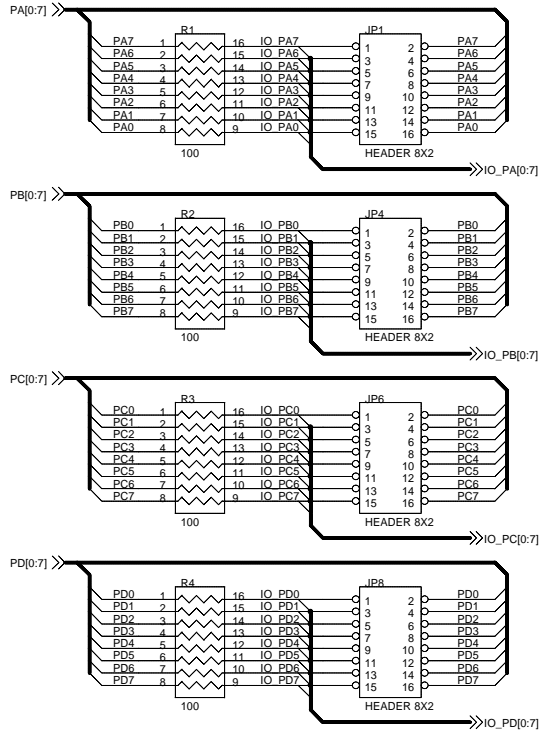 PA[0:7]
R1 JP1
PA7 1 16 IO_PA7 1 2 PA7
PA6 2 15 IO_PA6 3 4 PA6
PA5 3 14 IO_PA5 5 6 PA5
PA4 4 13 IO_PA4 7 8 PA4
PA3 5 12 IO_PA3 9 10 PA3
PA2 6 11 IO_PA2 11 12 PA2
PA1 7 10 IO_PA1 13 14 PA1
PA0 8 9 IO_PA0 15 16 PA0
100 HEADER 8X2
IO_PA[0:7]
PB[0:7]
R2 JP4
PB0 1 16 IO_PB0 1 2 PB0
PB1 2 15 IO_PB1 3 4 PB1
PB2 3 14 IO_PB2 5 6 PB2
PB3 4 13 IO_PB3 7 8 PB3
PB4 5 12 IO_PB4 9 10 PB4
PB5 6 11 IO_PB5 11 12 PB5
PB6 7 10 IO_PB6 13 14 PB6
PB7 8 9 IO_PB7 15 16 PB7
100 HEADER 8X2
IO_PB[0:7]
PC[0:7]
R3 JP6
PC0 1 16 IO_PC0 1 2 PC0
PC1 2 15 IO_PC1 3 4 PC1
PC2 3 14 IO_PC2 5 6 PC2
PC3 4 13 IO_PC3 7 8 PC3
PC4 5 12 IO_PC4 9 10 PC4
PC5 6 11 IO_PC5 11 12 PC5
PC6 7 10 IO_PC6 13 14 PC6
PC7 8 9 IO_PC7 15 16 PC7
100 HEADER 8X2
IO_PC[0:7]
PD[0:7]
R4 JP8
PD0 1 16 IO_PD0 1 2 PD0
PD1 2 15 IO_PD1 3 4 PD1
PD2 3 14 IO_PD2 5 6 PD2
PD3 4 13 IO_PD3 7 8 PD3
PD4 5 12 IO_PD4 9 10 PD4
PD5 6 11 IO_PD5 11 12 PD5
PD6 7 10 IO_PD6 13 14 PD6
PD7 8 9 IO_PD7 15 16 PD7
100 HEADER 8X2
IO_PD[0:7]